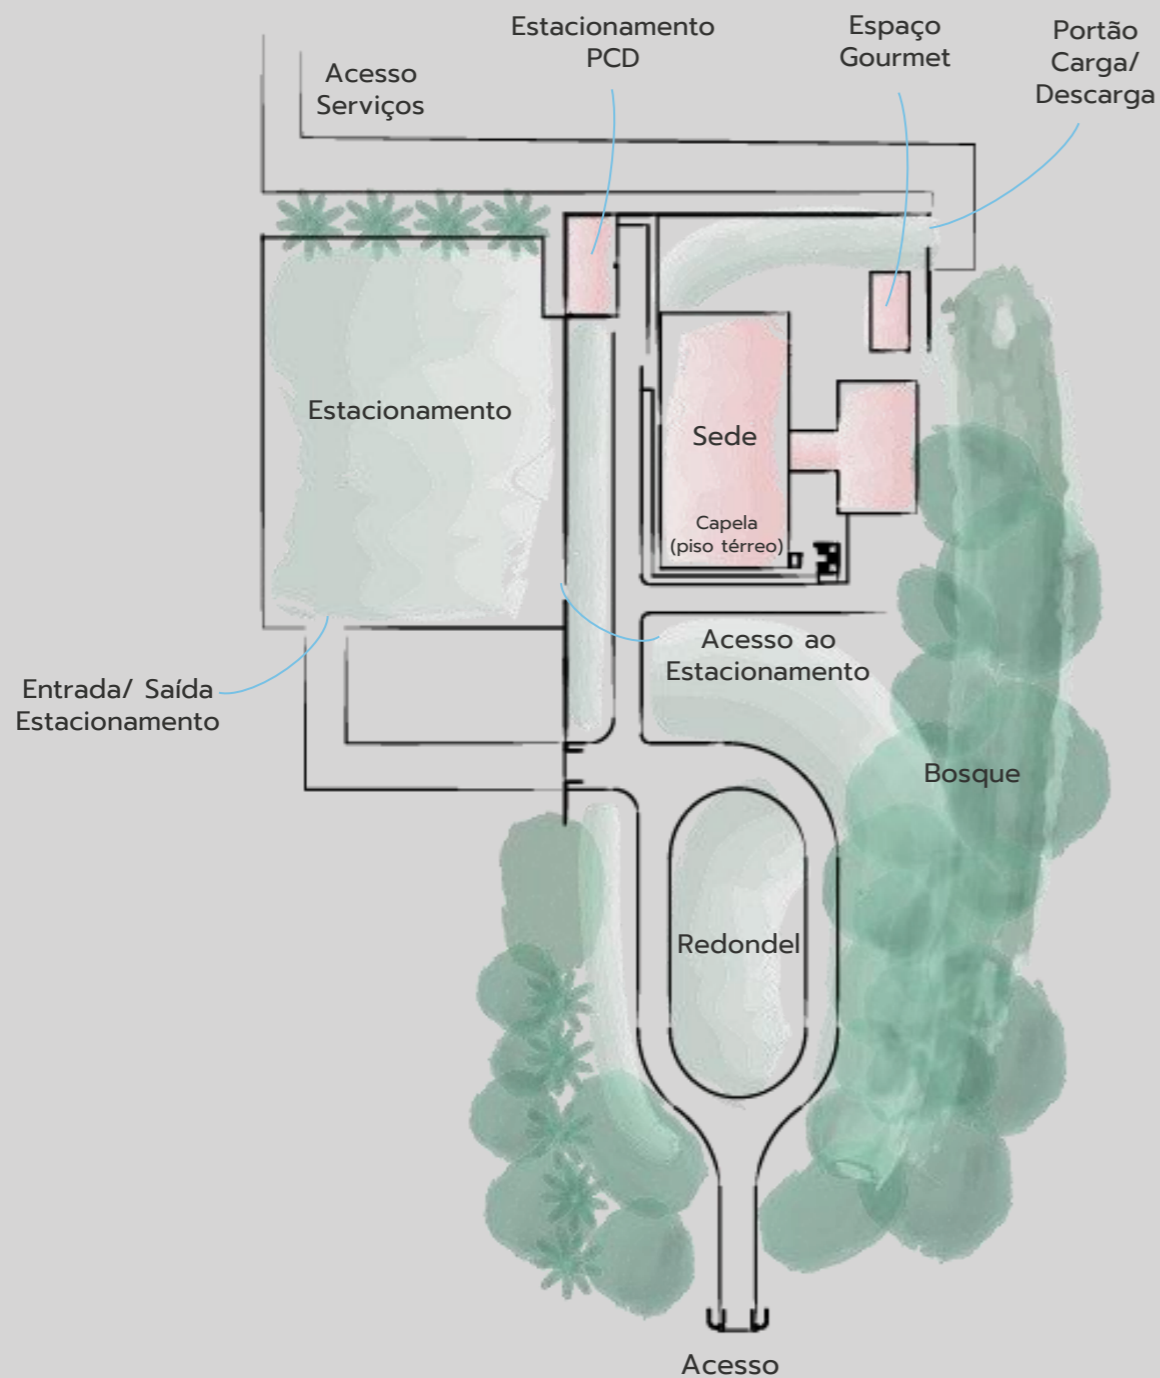 Estacionamento
PCD
Espaço
Gourmet
Portão
Carga/
Descarga
Acesso
Serviços
Estacionamento
Sede
Capela
(piso térreo)
Acesso ao
Estacionamento
Entrada/ Saída
Estacionamento
Bosque
Redondel
Acesso